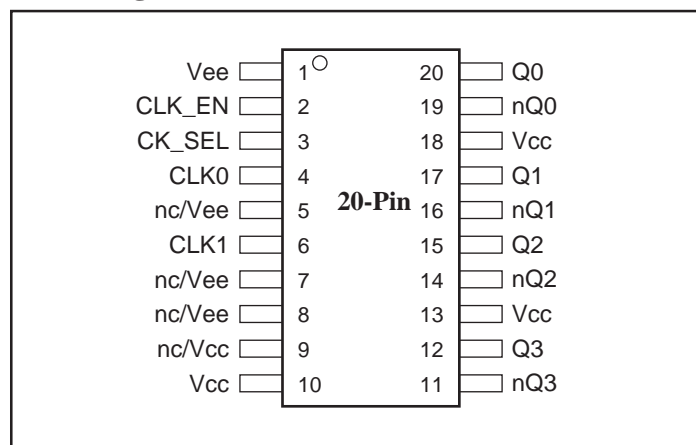 Vee 1 20 Q0
CLK_EN 2 19 nQ0
CK_SEL 3 18 Vcc
CLK0 4 17 Q1
nc/Vee 5 20-Pin 16 nQ1
CLK1 6 15 Q2
nc/Vee 7 14 nQ2
nc/Vee 8 13 Vcc
nc/Vcc 9 12 Q3
Vcc 10 11 nQ3